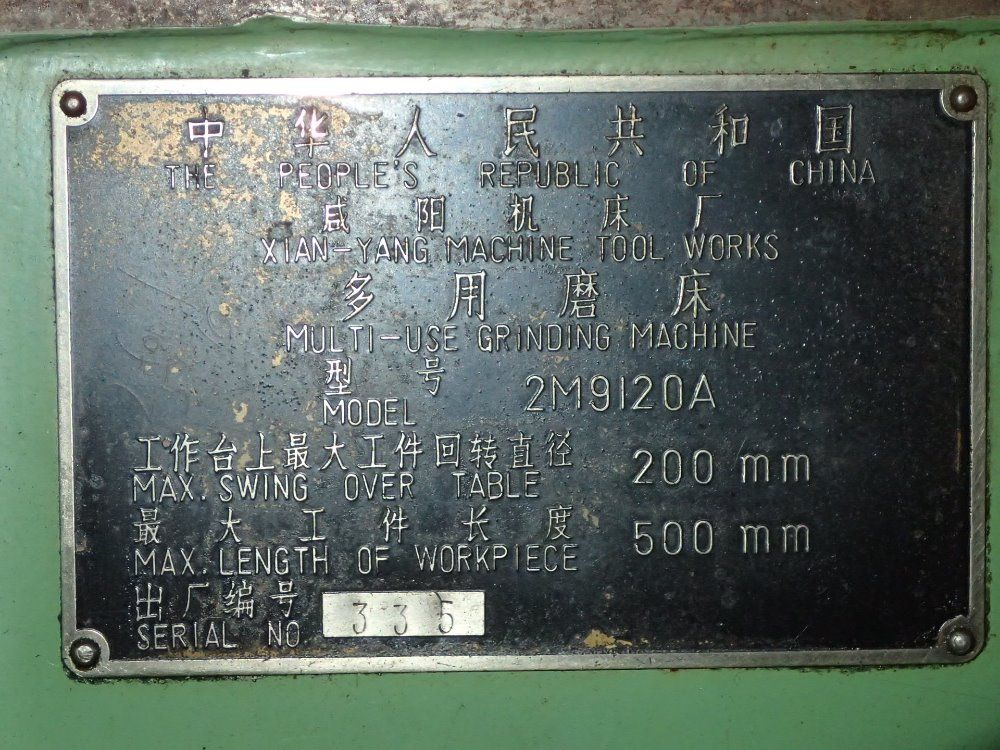 中华人民共和国
THE PEOPLE'S REPUBLIC OF CHINA
咸阳机床厂
XIAN-YANG MACHINE TOOL WORKS
多用磨床
MULTI-USE GRINDING MACHINE
型号 2M9120A
MODEL
工作台上最大工件回转直径 200 mm
MAX. SWING OVER TABLE
最大工件长度 500 mm
MAX. LENGTH OF WORKPIECE
出厂编号 335
SERIAL NO